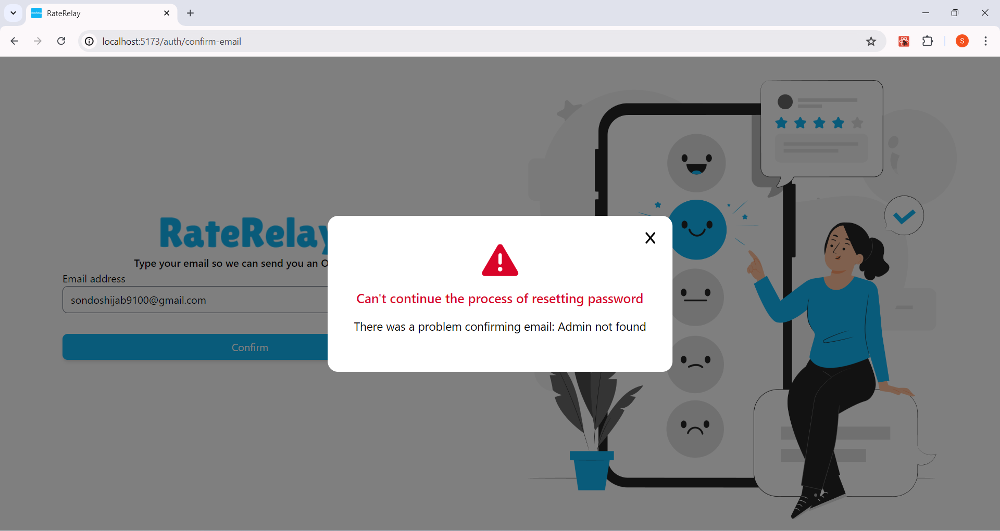 RateRelay
localhost:5173/auth/confirm-email
S
RateRelay
Type your email so we can send you an O
Email address
sondoshijab9100@gmail.com
Confirm
Can't continue the process of resetting password
There was a problem confirming email: Admin not found